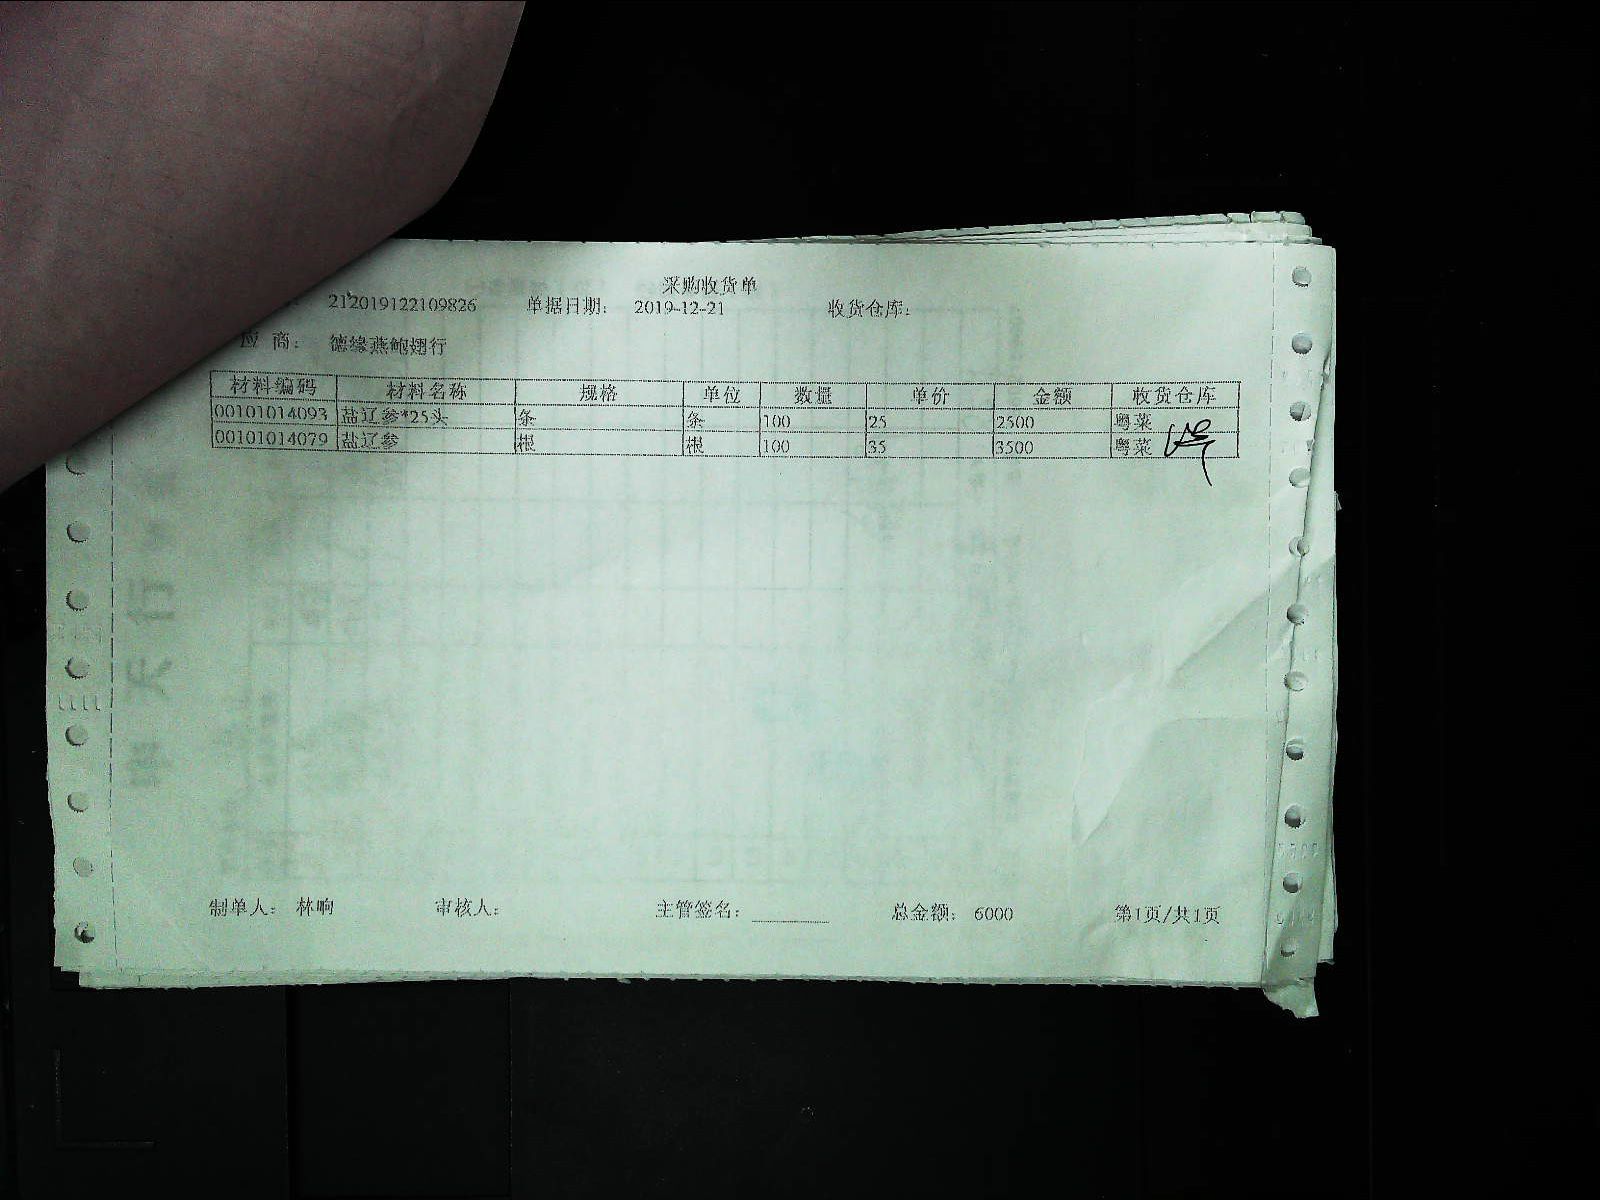 采购收货单
: 212019122109826 单据日期: 2019-12-21 收货仓库:
应 商: 德缘燕鲍翅行
材料编码 材料名称 规格 单位 数量 单价 金额 收货仓库
00101014093 盐辽参*25头 条 条 100 25 2500 粤菜
00101014079 盐辽参 根 根 100 35 3500 粤菜
制单人: 林响 审核人: 主管签名: ________ 总金额: 6000 第1页/共1页